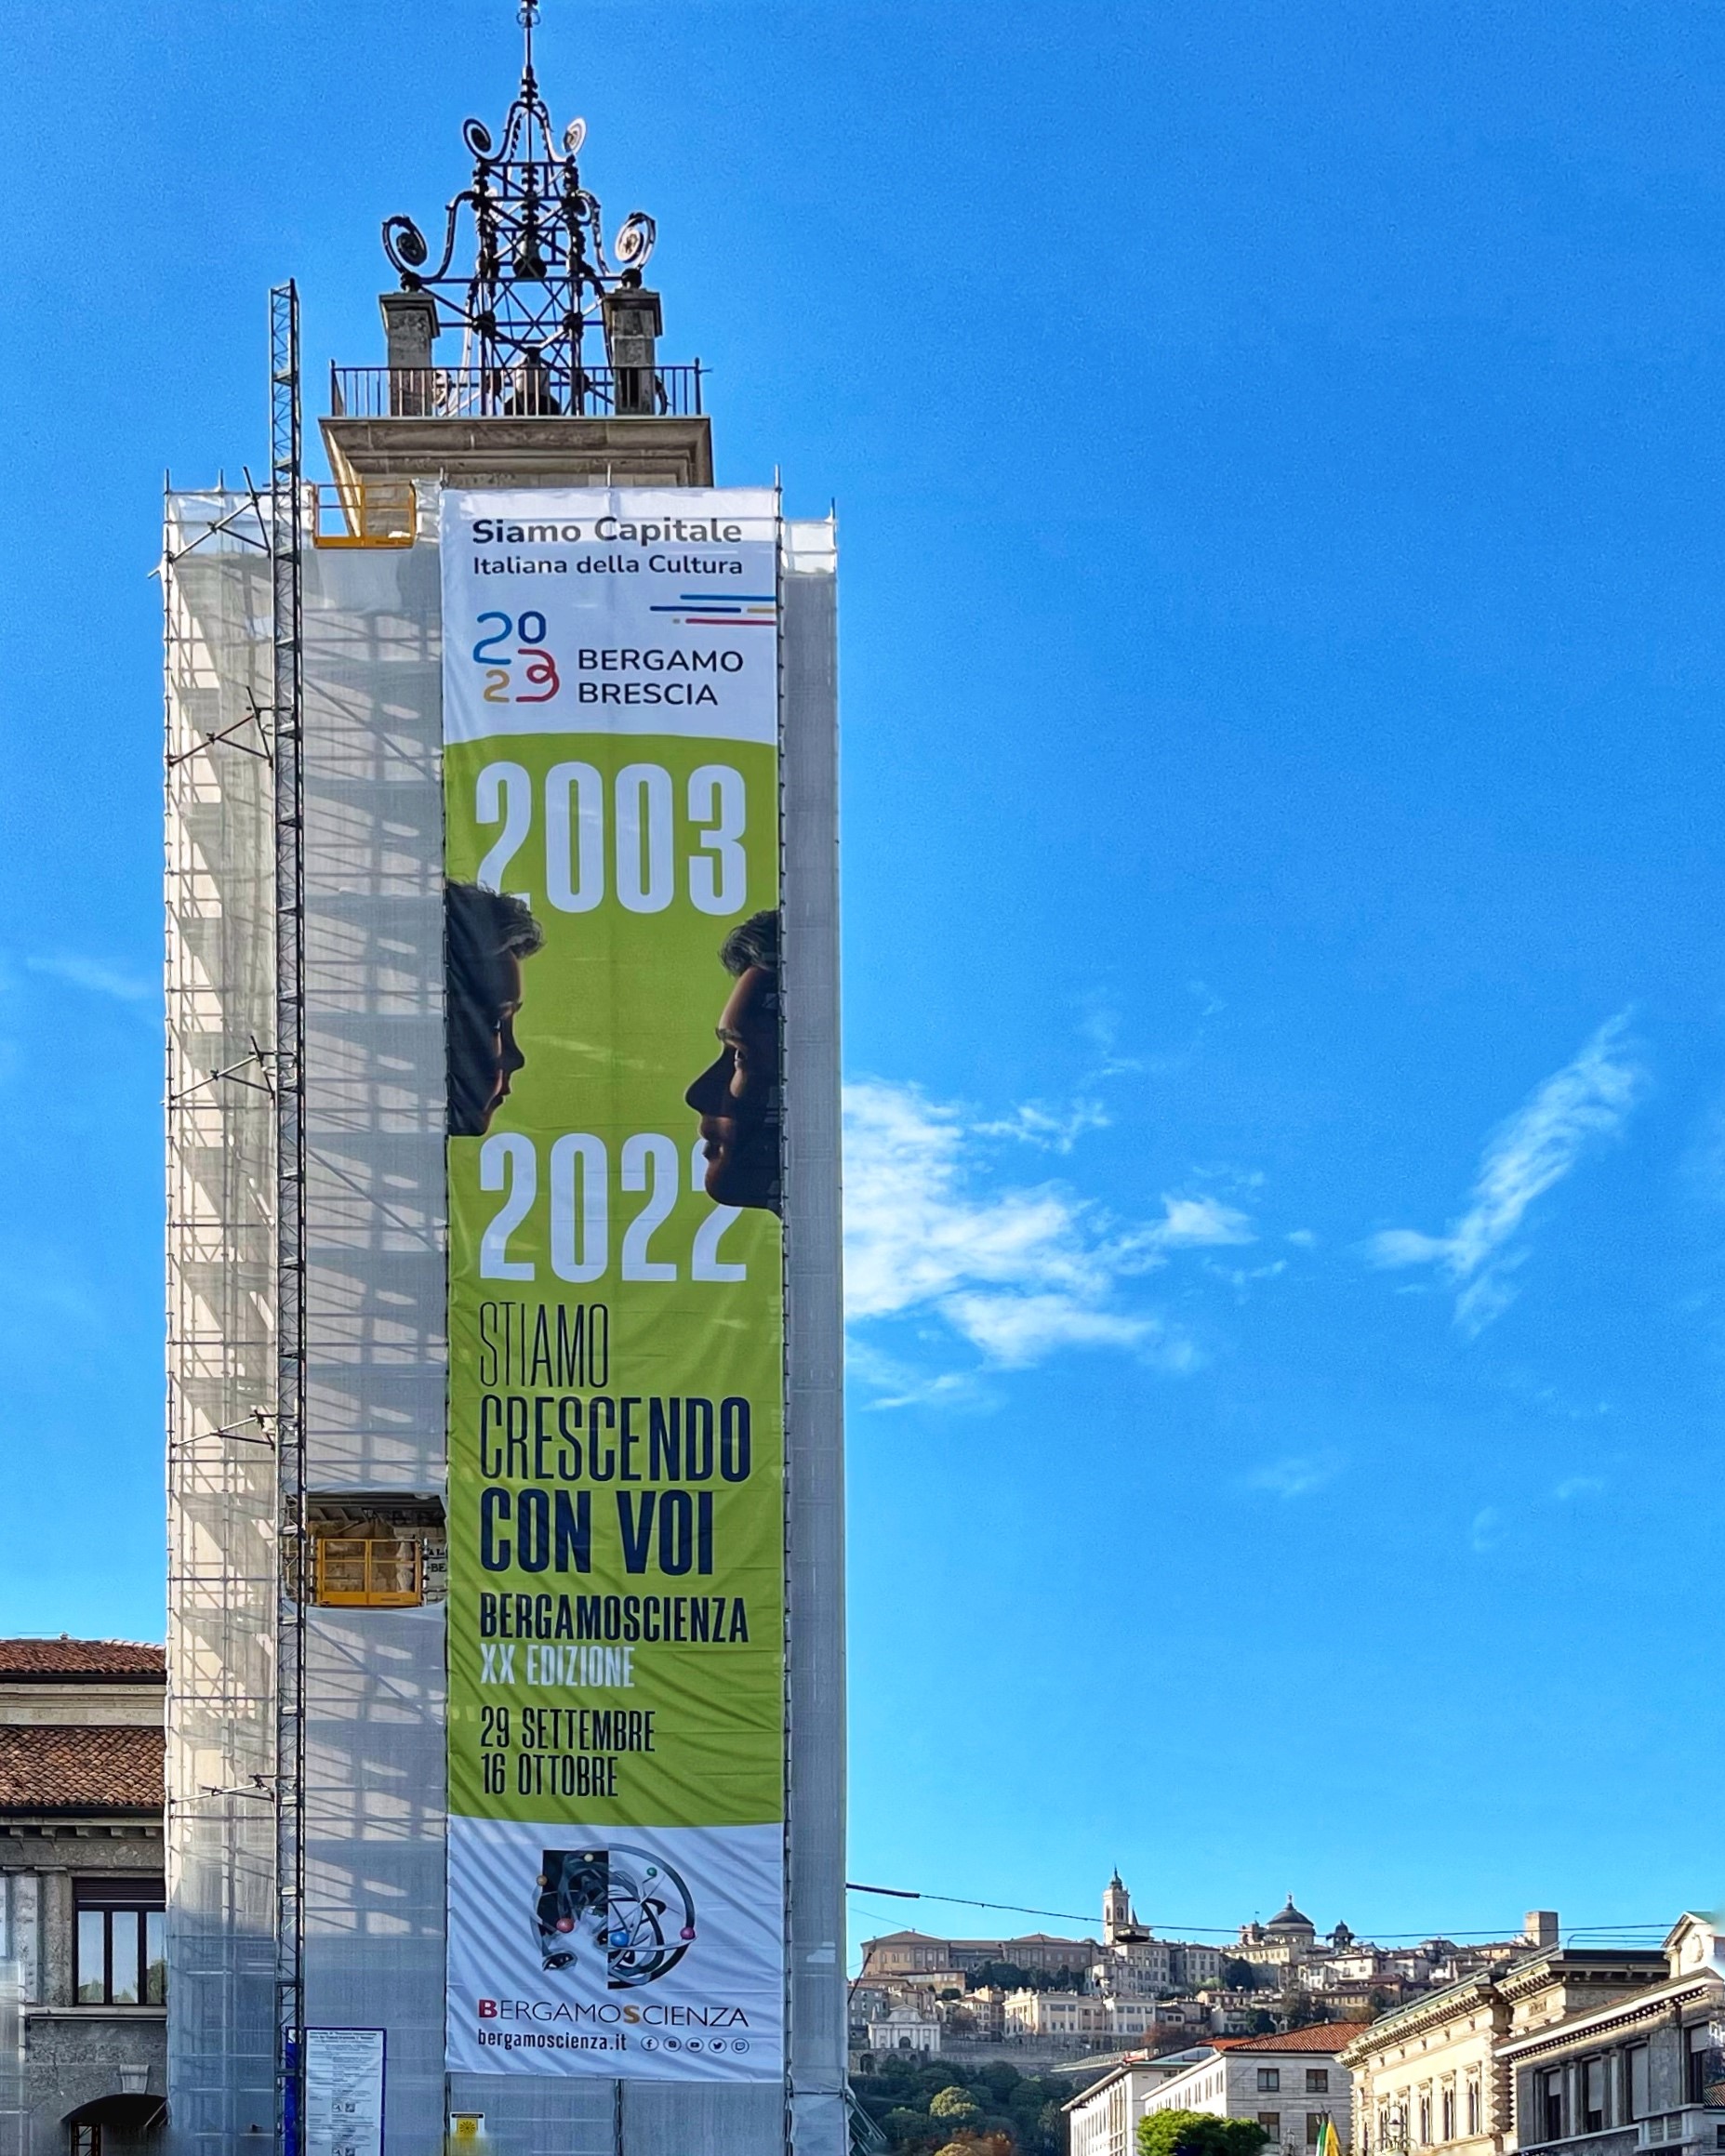 Siamo Capitale
Italiana della Cultura
2023
BERGAMO
BRESCIA
2003
2022
STIAMO
CRESCENDO
CON VOI
BERGAMOSCIENZA
XX EDIZIONE
29 SETTEMBRE
16 OTTOBRE
BERGAMOSCIENZA
bergamoscienza.it